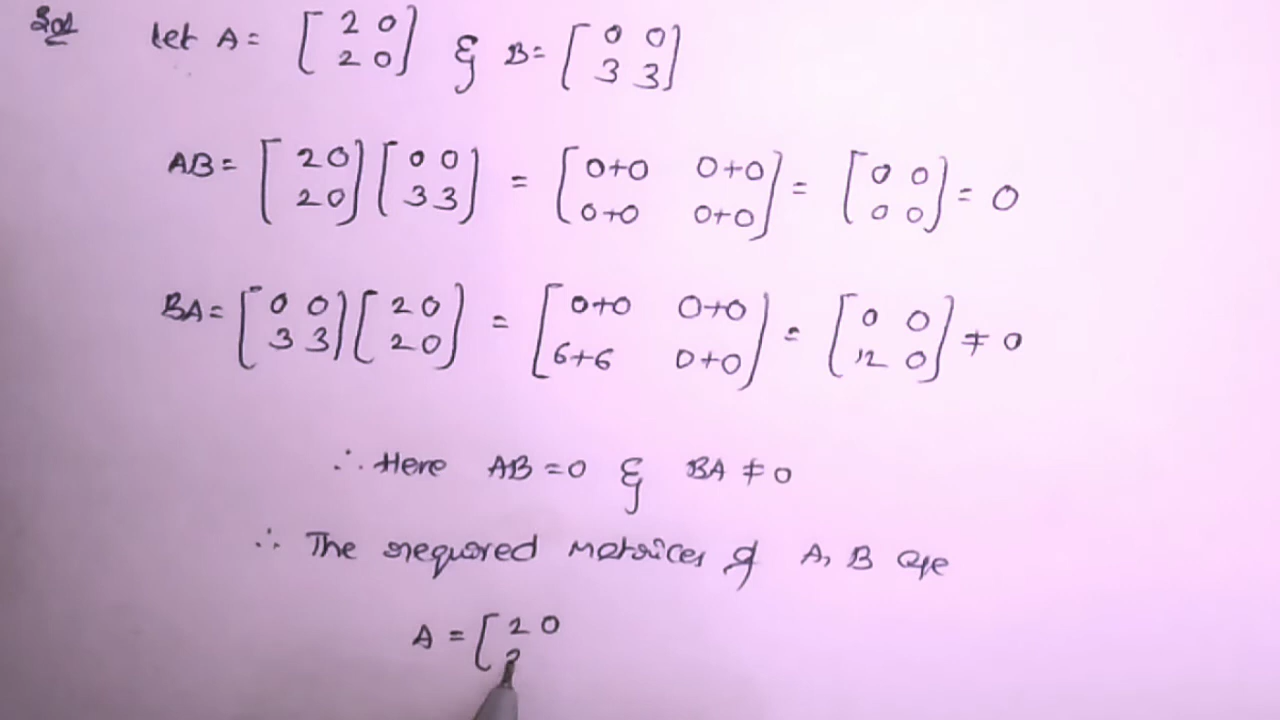 Sol let A = [2 0 2 0] & B = [0 0 3 3]
AB = [2 0 2 0] [0 0 3 3] = [0+0 0+0 0+0 0+0] = [0 0 0 0] = 0
BA = [0 0 3 3] [2 0 2 0] = [0+0 0+0 6+6 0+0] = [0 0 12 0] ≠ 0
∴ Here AB = 0 & BA ≠ 0
∴ The required matrices of A, B are
A = [2 0 2